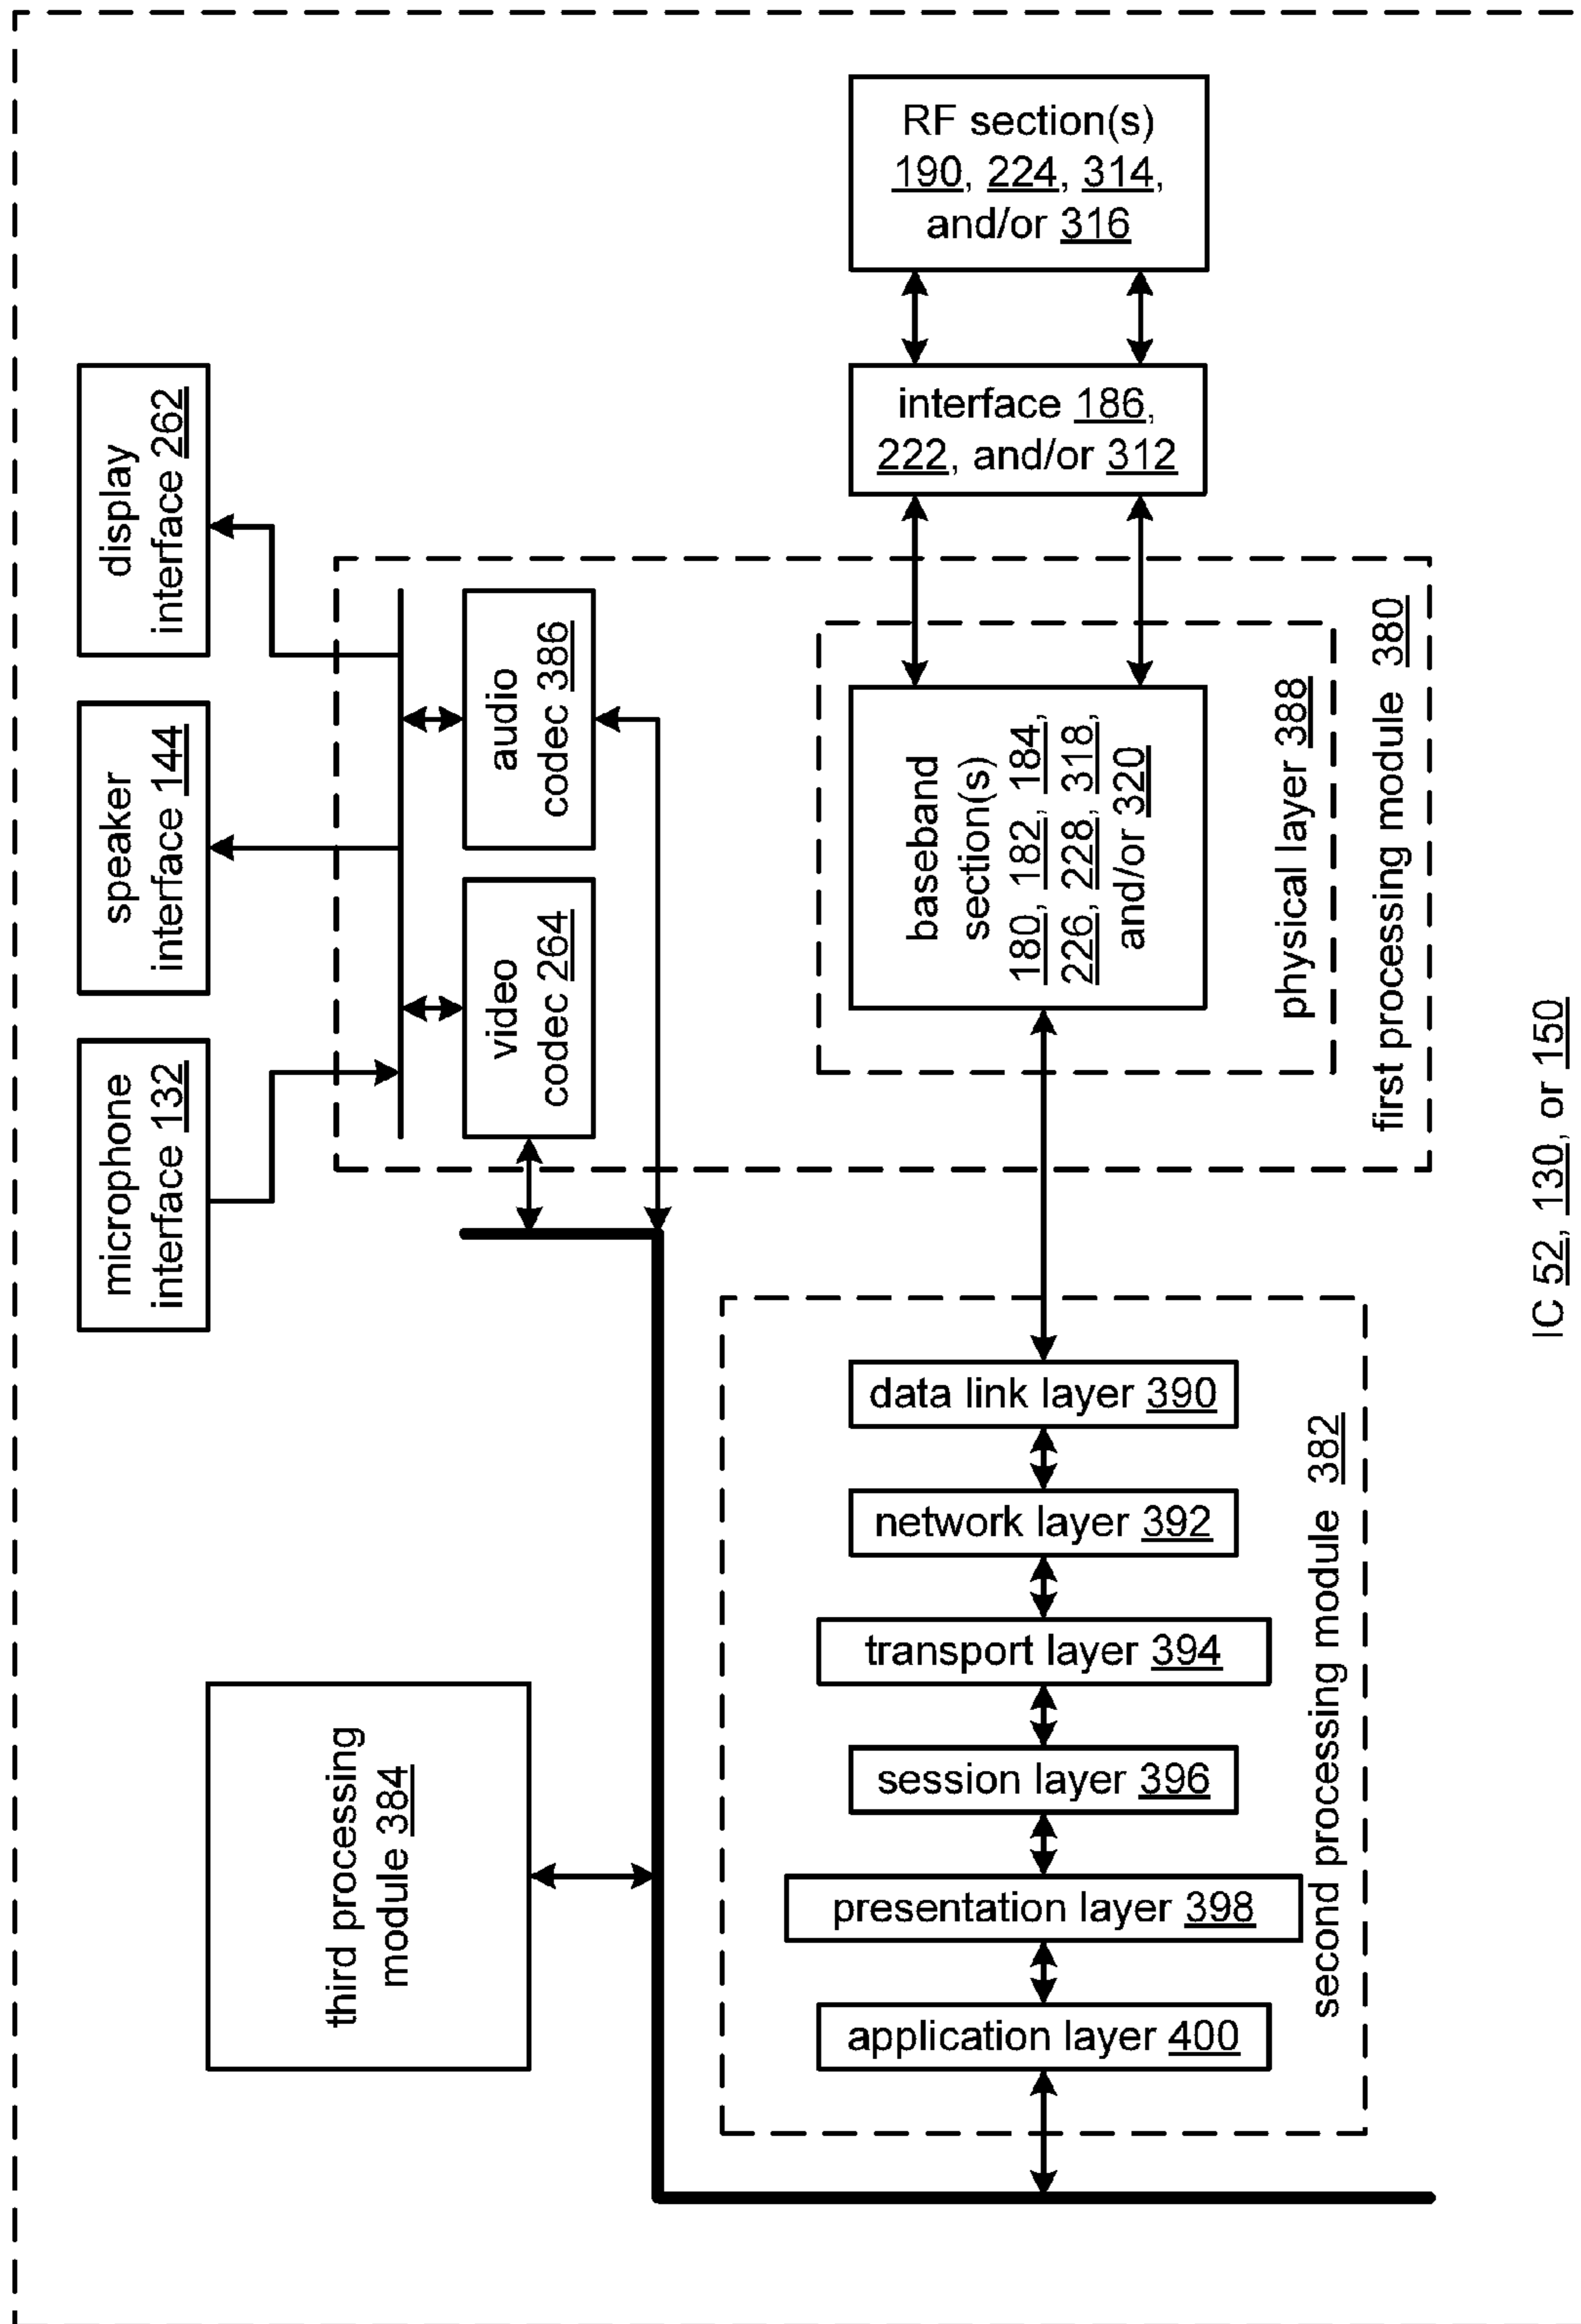 microphone
interface 132
speaker
interface 144
display
interface 262
third processing
module 384
video
codec 264
audio
codec 386
application layer 400
presentation layer 398
session layer 396
transport layer 394
network layer 392
data link layer 390
second processing module 382
baseband
section(s)
180, 182, 184,
226, 228, 318,
and/or 320
physical layer 388
first processing module 380
interface 186,
222, and/or 312
RF section(s)
190, 224, 314,
and/or 316
IC 52, 130, or 150